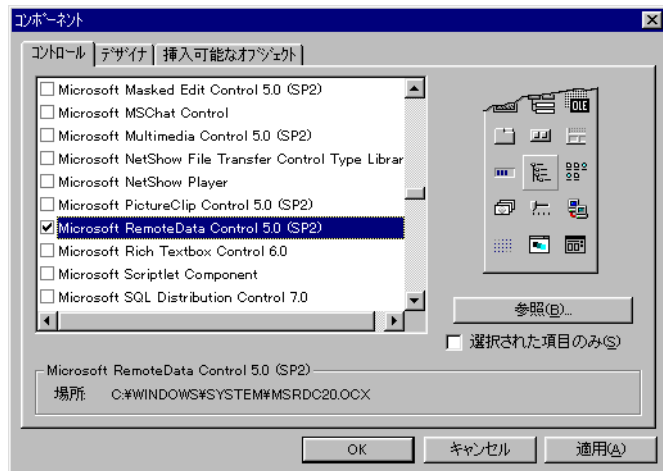 コンポーネント
コントロール デザイナ 挿入可能なオブジェクト
Microsoft Masked Edit Control 5.0 (SP2)
Microsoft MSChat Control
Microsoft Multimedia Control 5.0 (SP2)
Microsoft NetShow File Transfer Control Type Librar
Microsoft NetShow Player
Microsoft PictureClip Control 5.0 (SP2)
Microsoft RemoteData Control 5.0 (SP2)
Microsoft Rich Textbox Control 6.0
Microsoft Scriptlet Component
Microsoft SQL Distribution Control 7.0
OLE
参照(B)...
選択された項目のみ(S)
Microsoft RemoteData Control 5.0 (SP2)
場所: C:¥WINDOWS¥SYSTEM¥MSRDC20.OCX
OK キャンセル 適用(A)